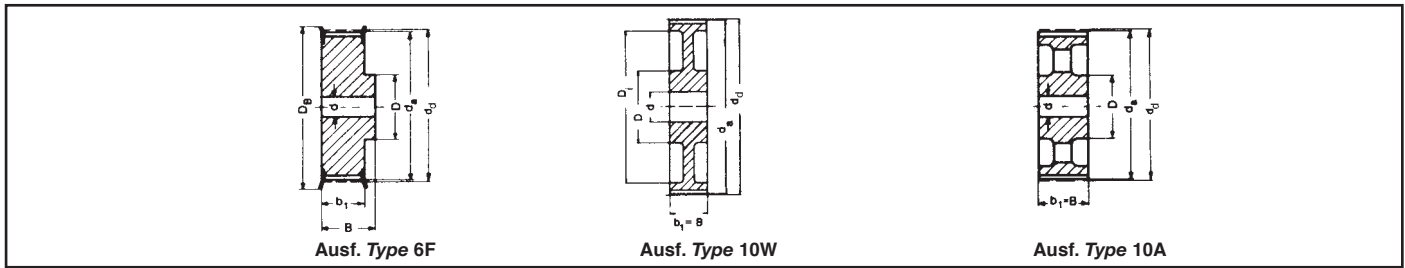 D_B
d
D
d_a
d_d
b_1
B
Ausf. Type 6F
D_i
D
d
d_a
d_d
b_1 = B
Ausf. Type 10W
d
D
d_a
d_d
b_1=B
Ausf. Type 10A